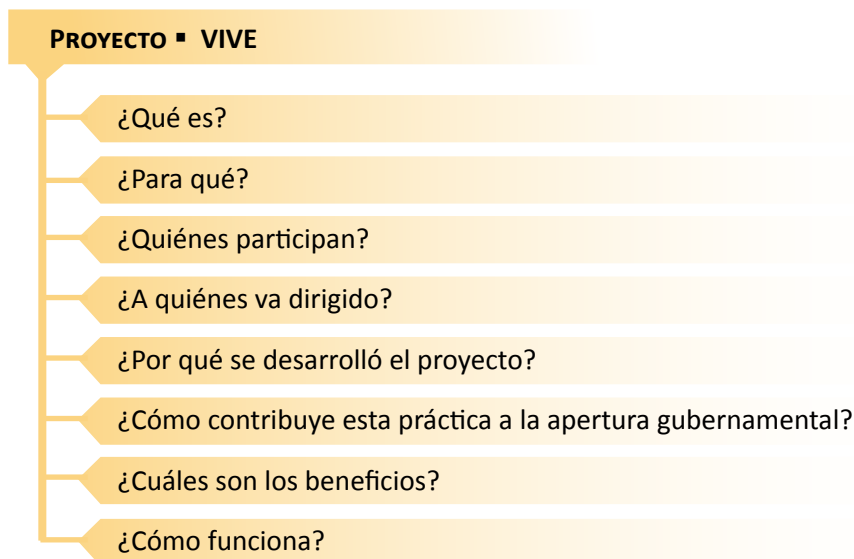 PROYECTO ▪ VIVE
¿Qué es?
¿Para qué?
¿Quiénes participan?
¿A quiénes va dirigido?
¿Por qué se desarrolló el proyecto?
¿Cómo contribuye esta práctica a la apertura gubernamental?
¿Cuáles son los beneficios?
¿Cómo funciona?